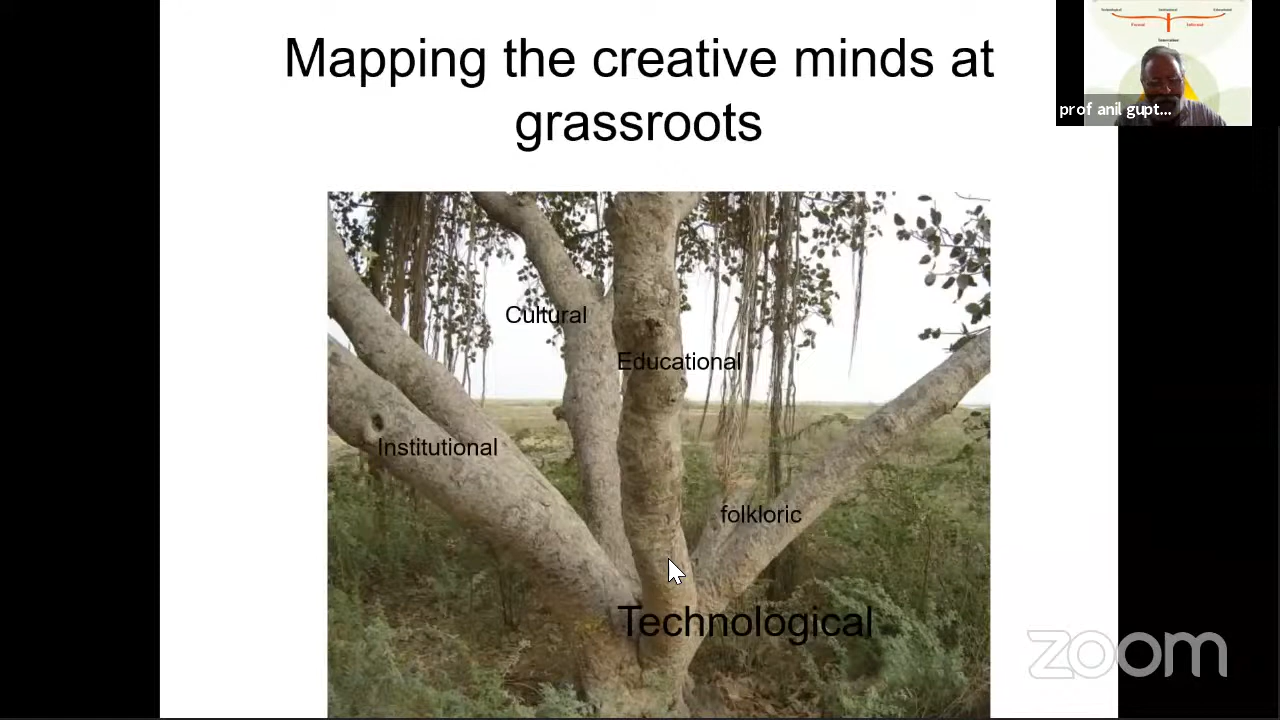 Mapping the creative minds at
grassroots
prof anil gupt...
Cultural
Educational
Institutional
folkloric
Technological
zoom